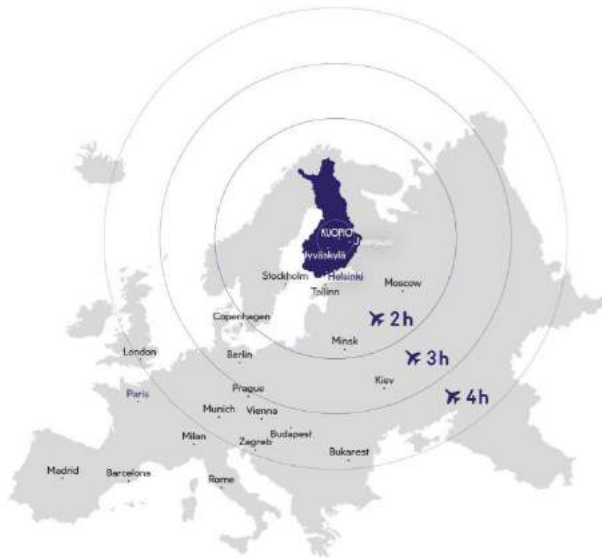 KUOPIO
Joensuu
Jyväskylä
Stockholm
Helsinki
Tallinn
Moscow
Copenhagen
2h
Minsk
London
Berlin
3h
Kiev
Paris
Prague
4h
Munich
Vienna
Milan
Budapest
Zagreb
Bukarest
Madrid
Barcelona
Rome